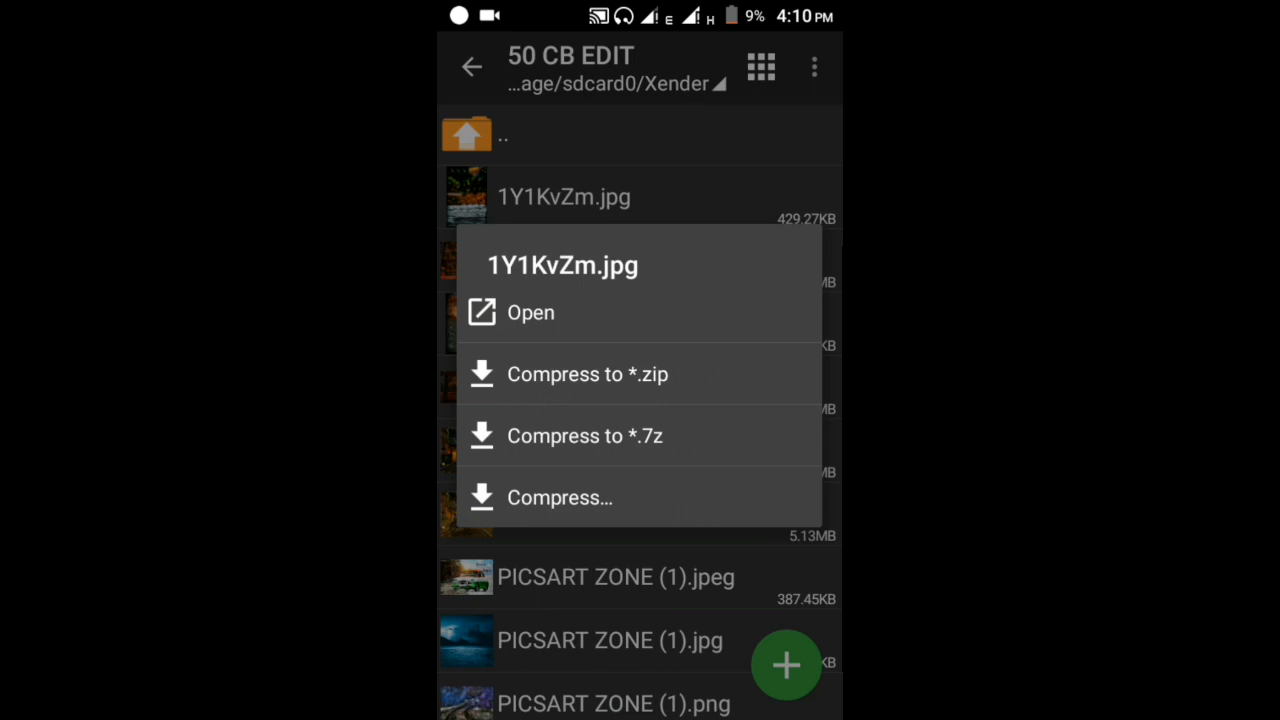 E H 9% 4:10 PM
50 CB EDIT
...age/sdcard0/Xender
..
1Y1KvZm.jpg
429.27KB
1Y1KvZm.jpg
MB
Open
KB
Compress to *.zip
MB
Compress to *.7z
MB
Compress...
5.13MB
PICSART ZONE (1).jpeg
387.45KB
PICSART ZONE (1).jpg
KB
PICSART ZONE (1).png